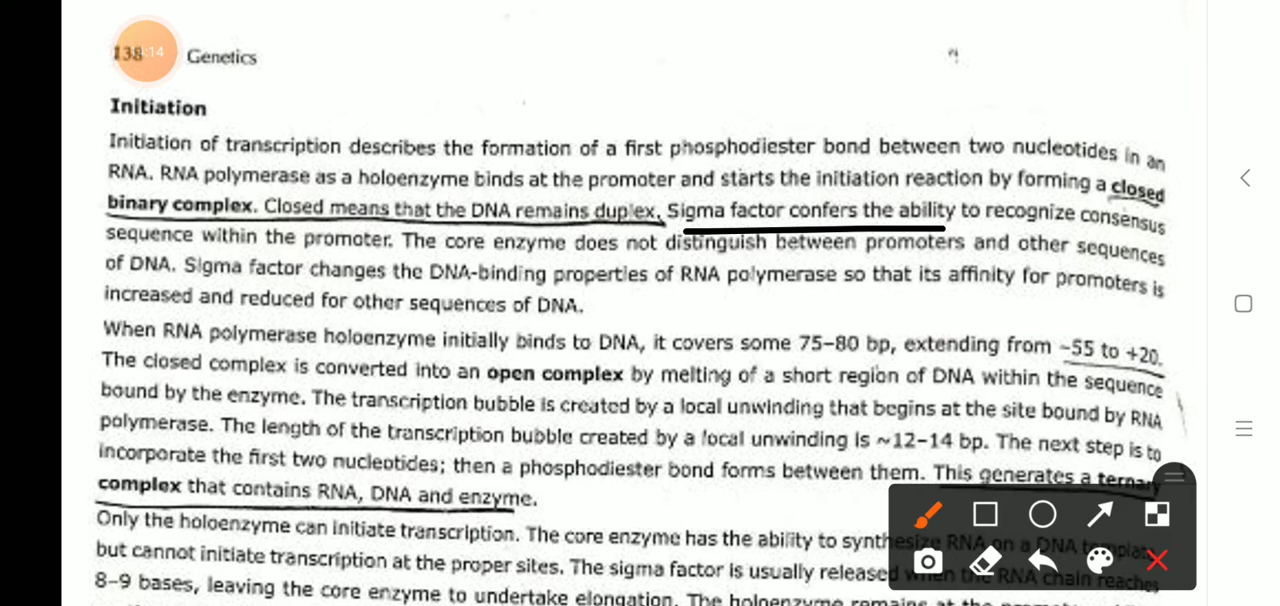 138 :14 Genetics
Initiation
Initiation of transcription describes the formation of a first phosphodiester bond between two nucleotides in an
RNA. RNA polymerase as a holoenzyme binds at the promoter and starts the initiation reaction by forming a closed
binary complex. Closed means that the DNA remains duplex. Sigma factor confers the ability to recognize consensus
sequence within the promoter. The core enzyme does not distinguish between promoters and other sequences
of DNA. Sigma factor changes the DNA-binding properties of RNA polymerase so that its affinity for promoters is
increased and reduced for other sequences of DNA.
When RNA polymerase holoenzyme initially binds to DNA, it covers some 75–80 bp, extending from –55 to +20.
The closed complex is converted into an open complex by melting of a short region of DNA within the sequence
bound by the enzyme. The transcription bubble is created by a local unwinding that begins at the site bound by RNA
polymerase. The length of the transcription bubble created by a local unwinding is ~12–14 bp. The next step is to
incorporate the first two nucleotides; then a phosphodiester bond forms between them. This generates a ternary
complex that contains RNA, DNA and enzyme.
Only the holoenzyme can initiate transcription. The core enzyme has the ability to synthesize RNA on a DNA template
but cannot initiate transcription at the proper sites. The sigma factor is usually released when the RNA chain reaches
8–9 bases, leaving the core enzyme to undertake elongation. The holoenzyme remains at the